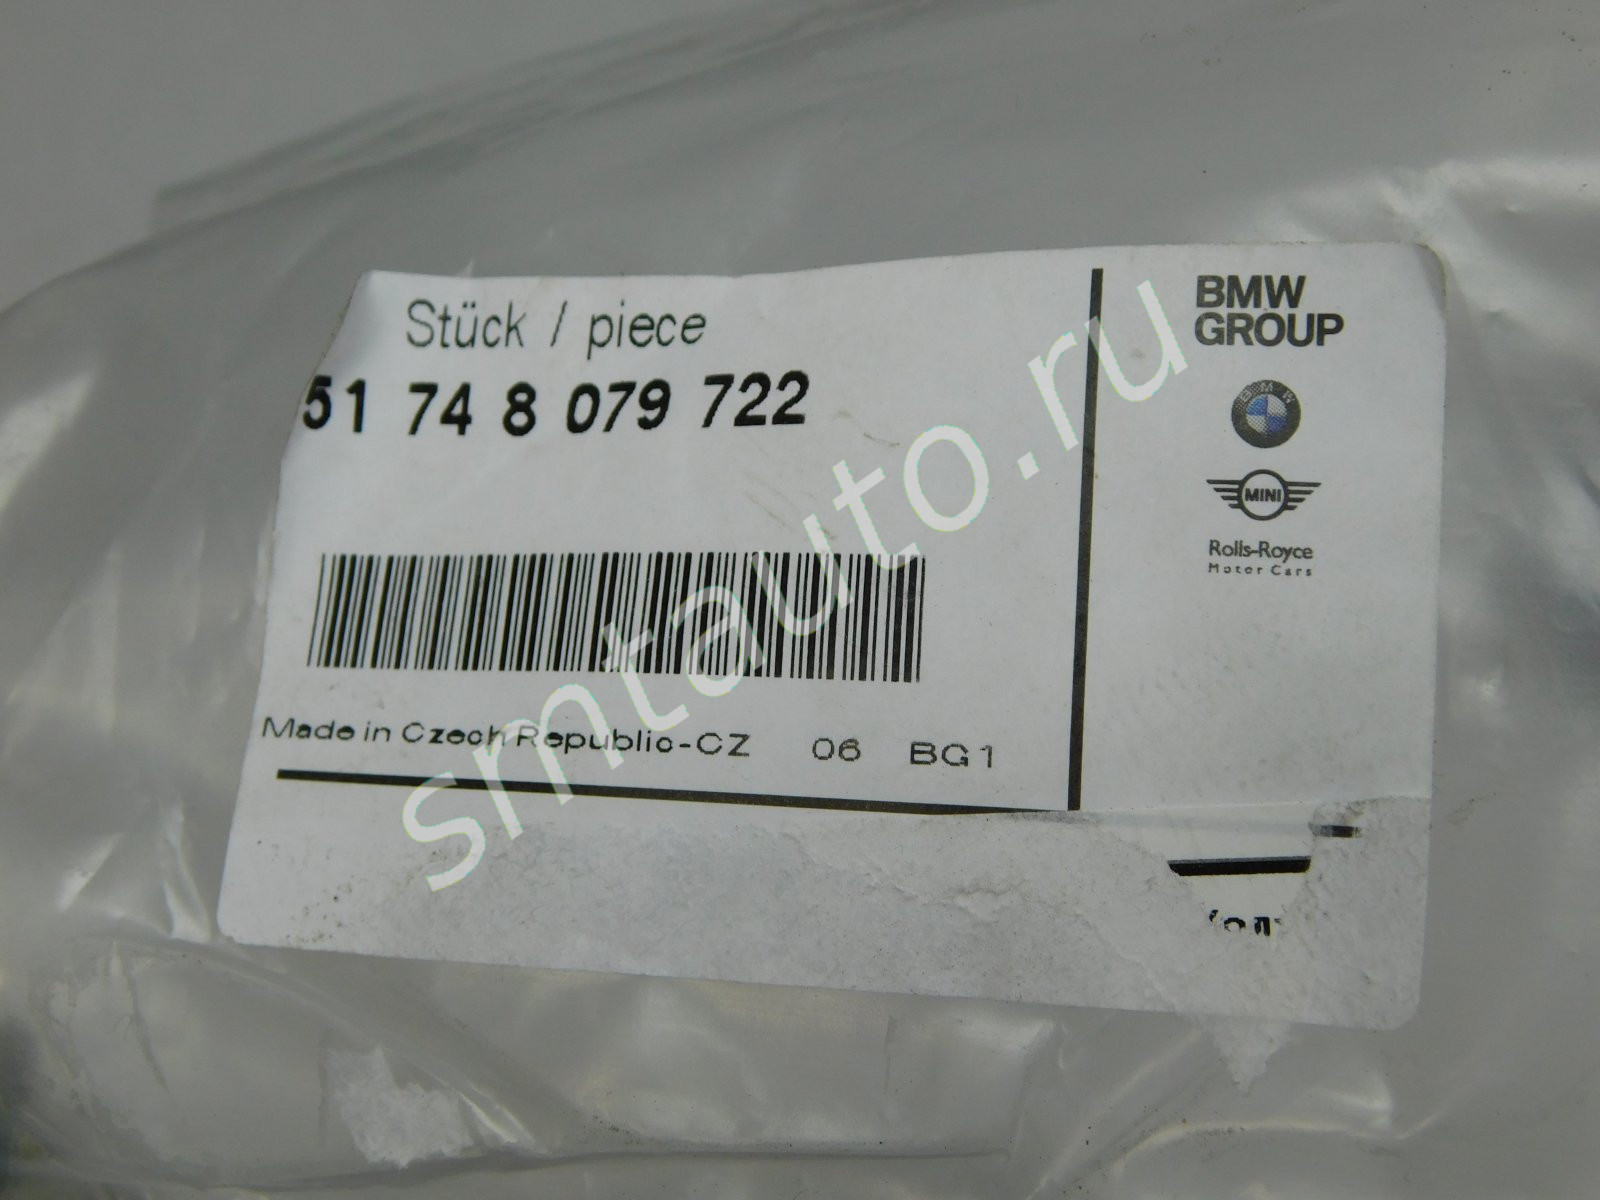 Stück / piece
51 74 8 079 722
Made in Czech Republic-CZ 06 BG1
BMW
GROUP
BMW
MINI
Rolls-Royce
Motor Cars
smtauto.ru